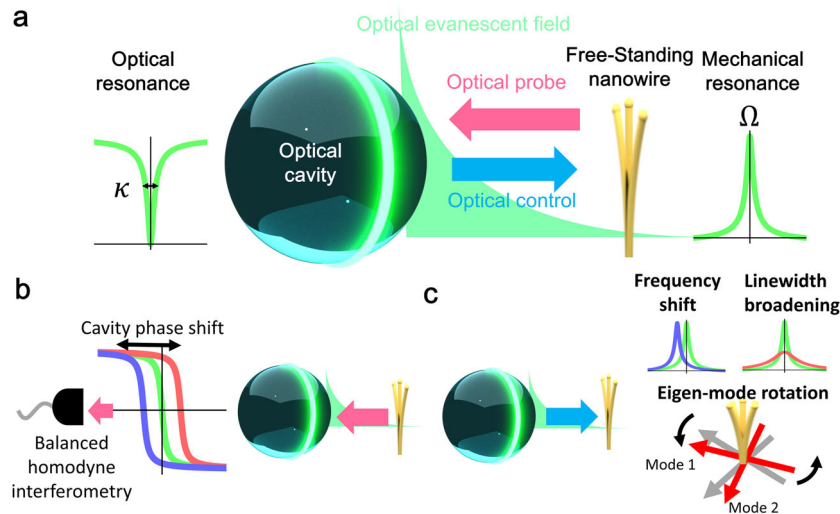 a
Optical evanescent field
Optical
resonance
Free-Standing
nanowire
Mechanical
resonance
Optical probe
Ω
Optical
cavity
κ
Optical control
b
Cavity phase shift
Balanced
homodyne
interferometry
c
Frequency
shift
Linewidth
broadening
Eigen-mode rotation
Mode 1
Mode 2